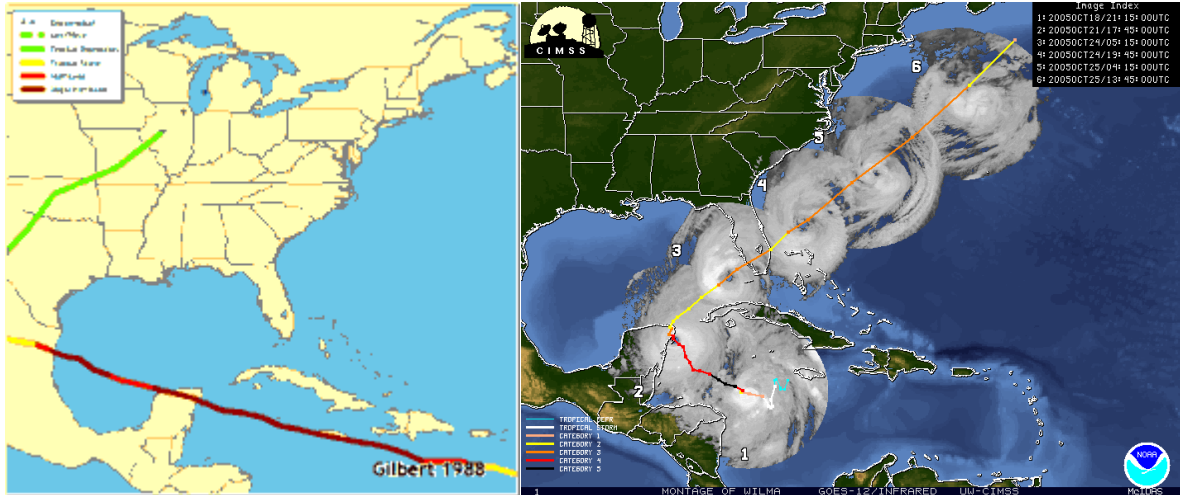 Gilbert 1988
CIMSS
Image Index
1: 2005OCT18/21:15:00UTC
2: 2005OCT21/17:45:00UTC
3: 2005OCT24/05:15:00UTC
4: 2005OCT24/19:45:00UTC
5: 2005OCT25/04:15:00UTC
6: 2005OCT25/13:45:00UTC
6
5
4
3
2
1
TROPICAL DEPR
TROPICAL STORM
CATEGORY 1
CATEGORY 2
CATEGORY 3
CATEGORY 4
CATEGORY 5
NOAA
1 MONTAGE OF WILMA GOES-12/INFRARED UW-CIMSS McIDAS